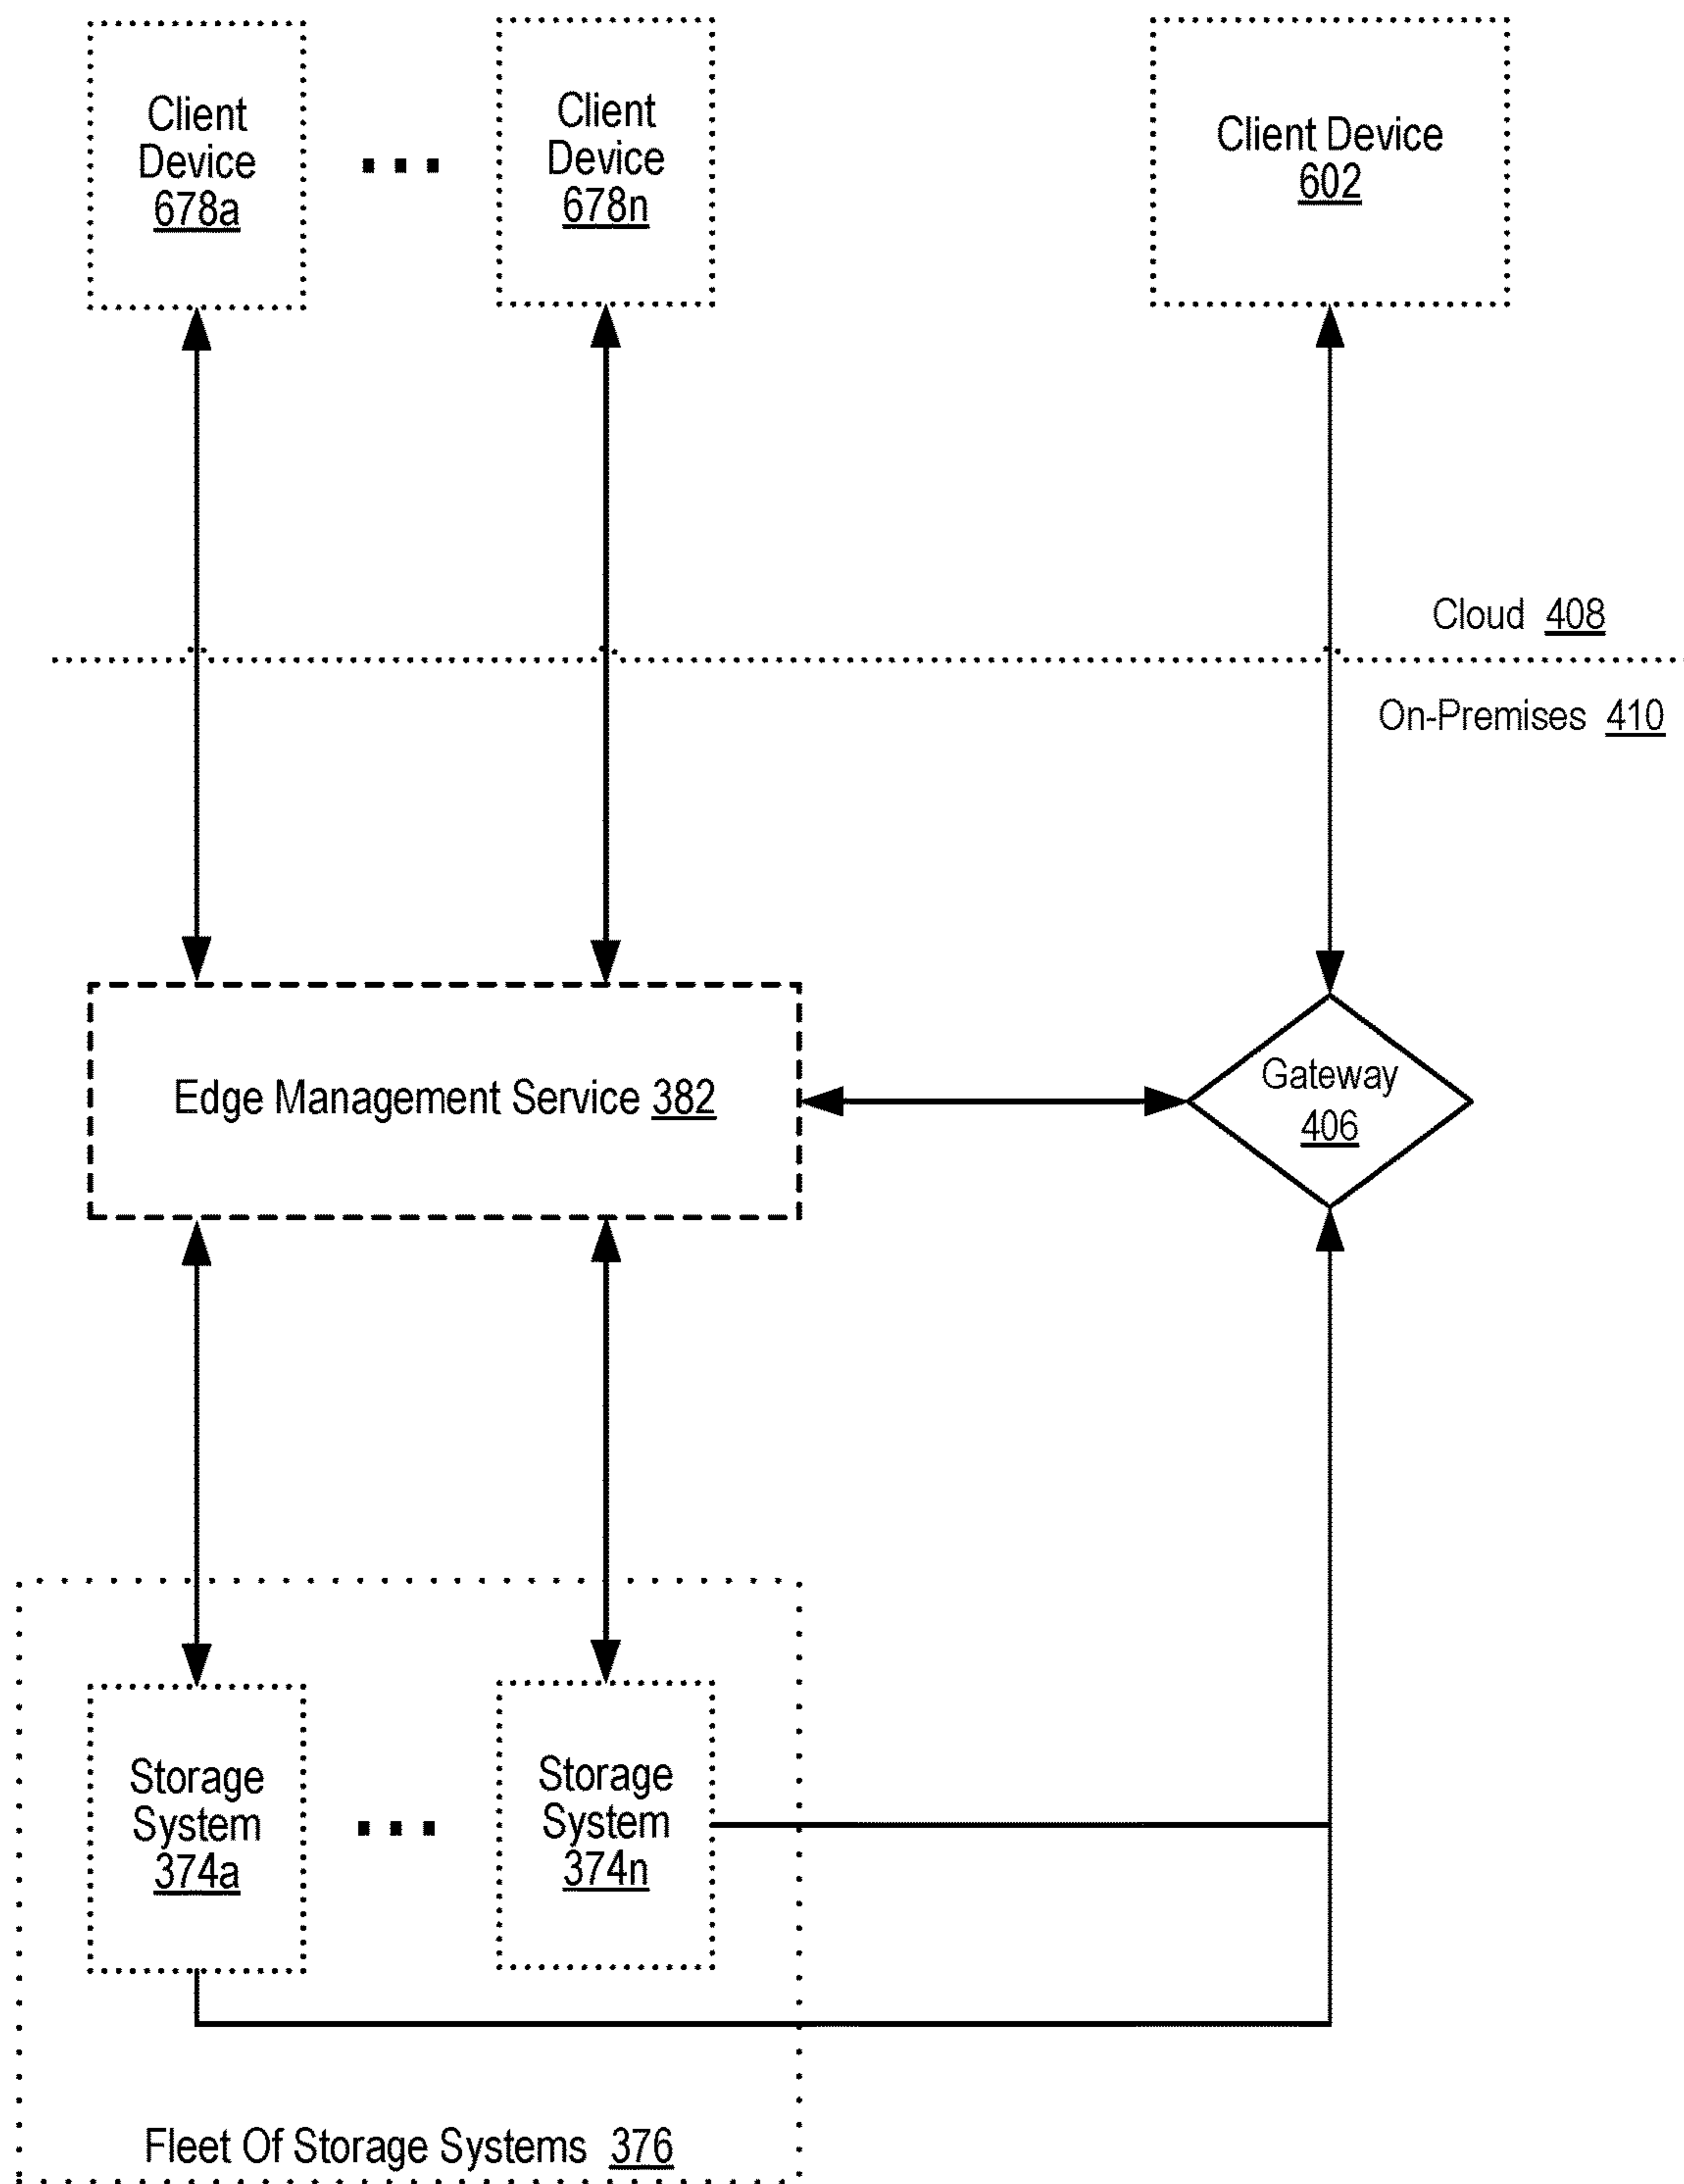 Client
Device
678a
Client
Device
678n
Client Device
602
Cloud 408
On-Premises 410
Edge Management Service 382
Gateway
406
Storage
System
374a
Storage
System
374n
Fleet Of Storage Systems 376